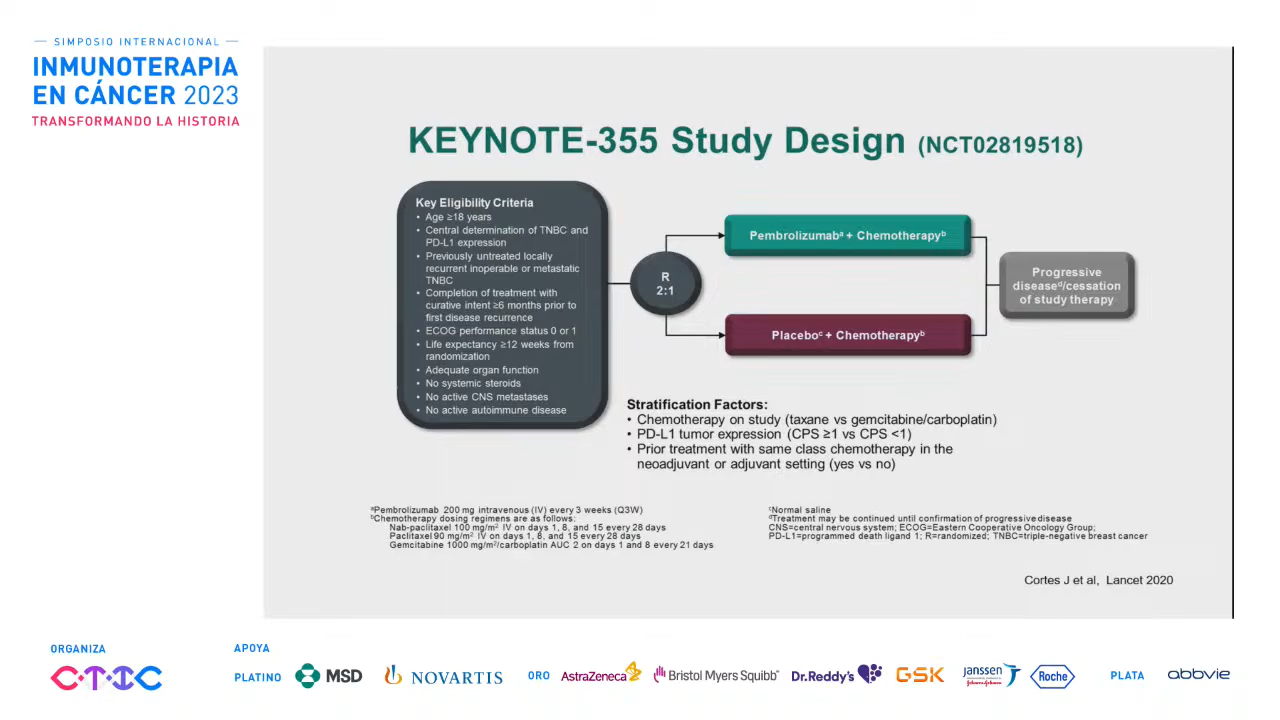 SIMPOSIO INTERNACIONAL
INMUNOTERAPIA
EN CÁNCER 2023
TRANSFORMANDO LA HISTORIA
KEYNOTE-355 Study Design (NCT02819518)
Key Eligibility Criteria
• Age ≥18 years
• Central determination of TNBC and
PD-L1 expression
• Previously untreated locally
recurrent inoperable or metastatic
TNBC
• Completion of treatment with
curative intent ≥6 months prior to
first disease recurrence
• ECOG performance status 0 or 1
• Life expectancy ≥12 weeks from
randomization
• Adequate organ function
• No systemic steroids
• No active CNS metastases
• No active autoimmune disease
R
2:1
Pembrolizumabᵃ + Chemotherapyᵇ
Placeboᶜ + Chemotherapyᵇ
Progressive
diseaseᵈ/cessation
of study therapy
Stratification Factors:
• Chemotherapy on study (taxane vs gemcitabine/carboplatin)
• PD-L1 tumor expression (CPS ≥1 vs CPS <1)
• Prior treatment with same class chemotherapy in the
neoadjuvant or adjuvant setting (yes vs no)
ᵃPembrolizumab 200 mg intravenous (IV) every 3 weeks (Q3W)
ᵇChemotherapy dosing regimens are as follows:
Nab-paclitaxel 100 mg/m² IV on days 1, 8, and 15 every 28 days
Paclitaxel 90 mg/m² IV on days 1, 8, and 15 every 28 days
Gemcitabine 1000 mg/m²/carboplatin AUC 2 on days 1 and 8 every 21 days
ᶜNormal saline
ᵈTreatment may be continued until confirmation of progressive disease
CNS=central nervous system; ECOG=Eastern Cooperative Oncology Group;
PD-L1=programmed death ligand 1; R=randomized; TNBC=triple-negative breast cancer
Cortes J et al, Lancet 2020
ORGANIZA
CTIC
APOYA
PLATINO
MSD
NOVARTIS
ORO
AstraZeneca
Bristol Myers Squibb
Dr.Reddy's
GSK
Janssen
Johnson&Johnson
Roche
PLATA
abbvie